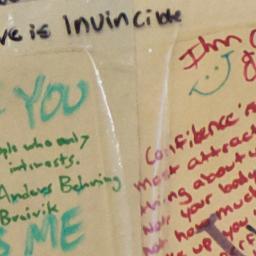 ve is Invincible
YOU
ple who only
interests.
Anders Behring
Breivik
ME
Confidence is
most attract
thing about
your body
not how much
up you